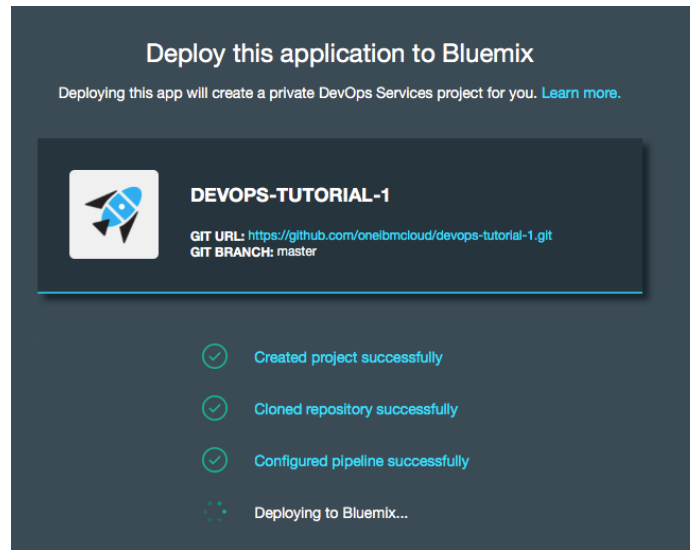 Deploy this application to Bluemix
Deploying this app will create a private DevOps Services project for you. Learn more.
DEVOPS-TUTORIAL-1
GIT URL: https://github.com/oneibmcloud/devops-tutorial-1.git
GIT BRANCH: master
Created project successfully
Cloned repository successfully
Configured pipeline successfully
Deploying to Bluemix...